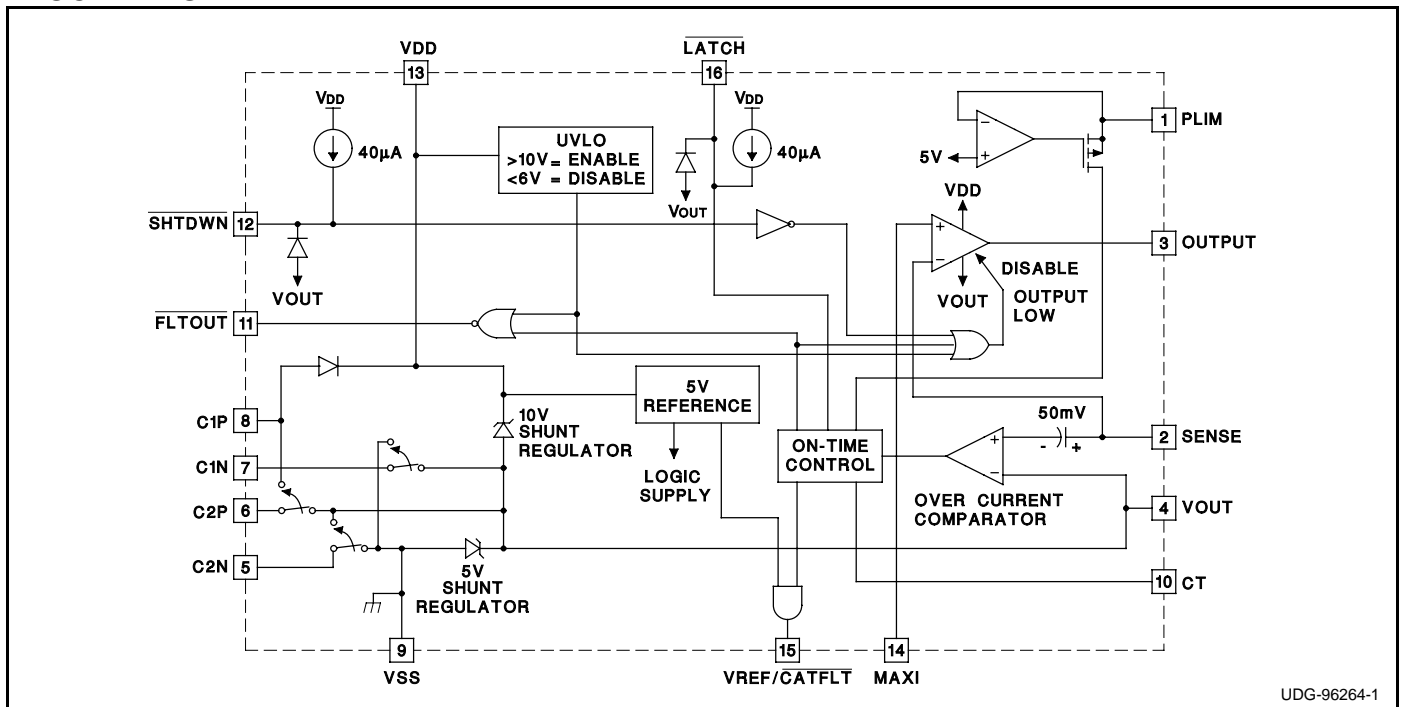 VDD
LATCH
13
16
VDD
VDD
40µA
UVLO
>10V = ENABLE
<6V = DISABLE
40µA
VOUT
5V
1 PLIM
SHTDWN 12
VOUT
VDD
3 OUTPUT
DISABLE
OUTPUT
LOW
VOUT
FLTOUT 11
C1P 8
10V
SHUNT
REGULATOR
5V
REFERENCE
LOGIC
SUPPLY
ON-TIME
CONTROL
50mV
- +
2 SENSE
C1N 7
C2P 6
OVER CURRENT
COMPARATOR
4 VOUT
C2N 5
5V
SHUNT
REGULATOR
10 CT
9
VSS
15
VREF/CATFLT
14
MAXI
UDG-96264-1